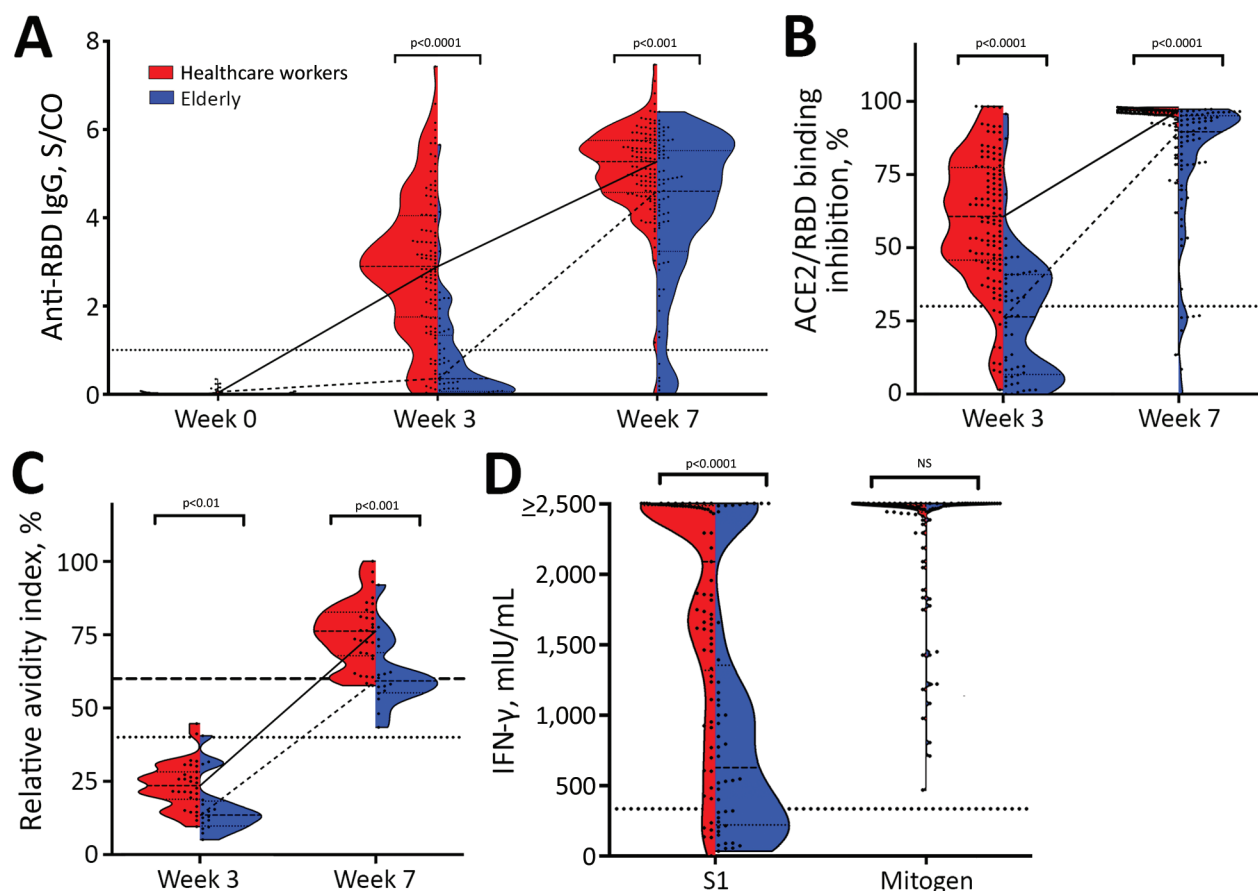 A
Anti-RBD IgG, S/CO
8
6
4
2
0
Healthcare workers
Elderly
p<0.0001
p<0.001
Week 0
Week 3
Week 7
B
ACE2/RBD binding
inhibition, %
100
75
50
25
0
p<0.0001
p<0.0001
Week 3
Week 7
C
Relative avidity index, %
100
75
50
25
0
p<0.01
p<0.001
Week 3
Week 7
D
IFN-γ, mIU/mL
≥2,500
2,000
1,500
1,000
500
0
p<0.0001
NS
S1
Mitogen